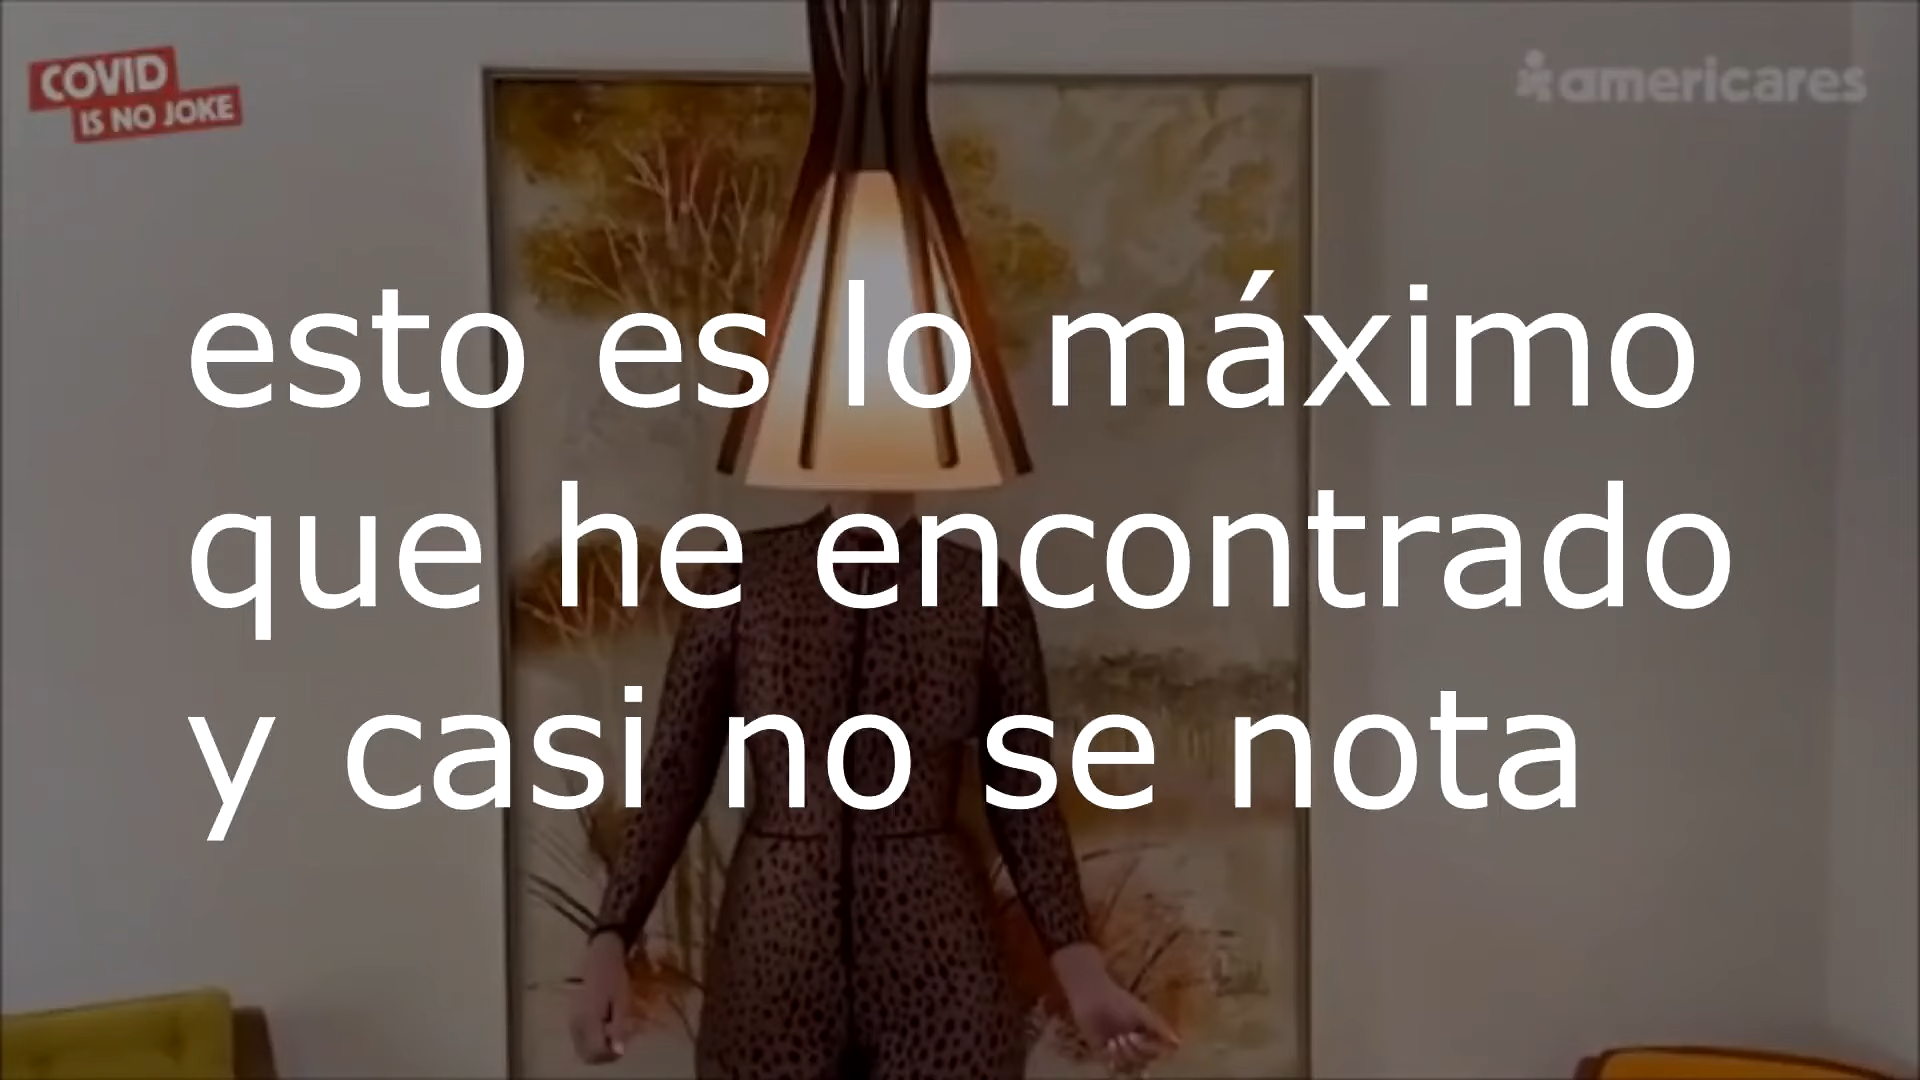 COVID
IS NO JOKE
americares
esto es lo máximo
que he encontrado
y casi no se nota